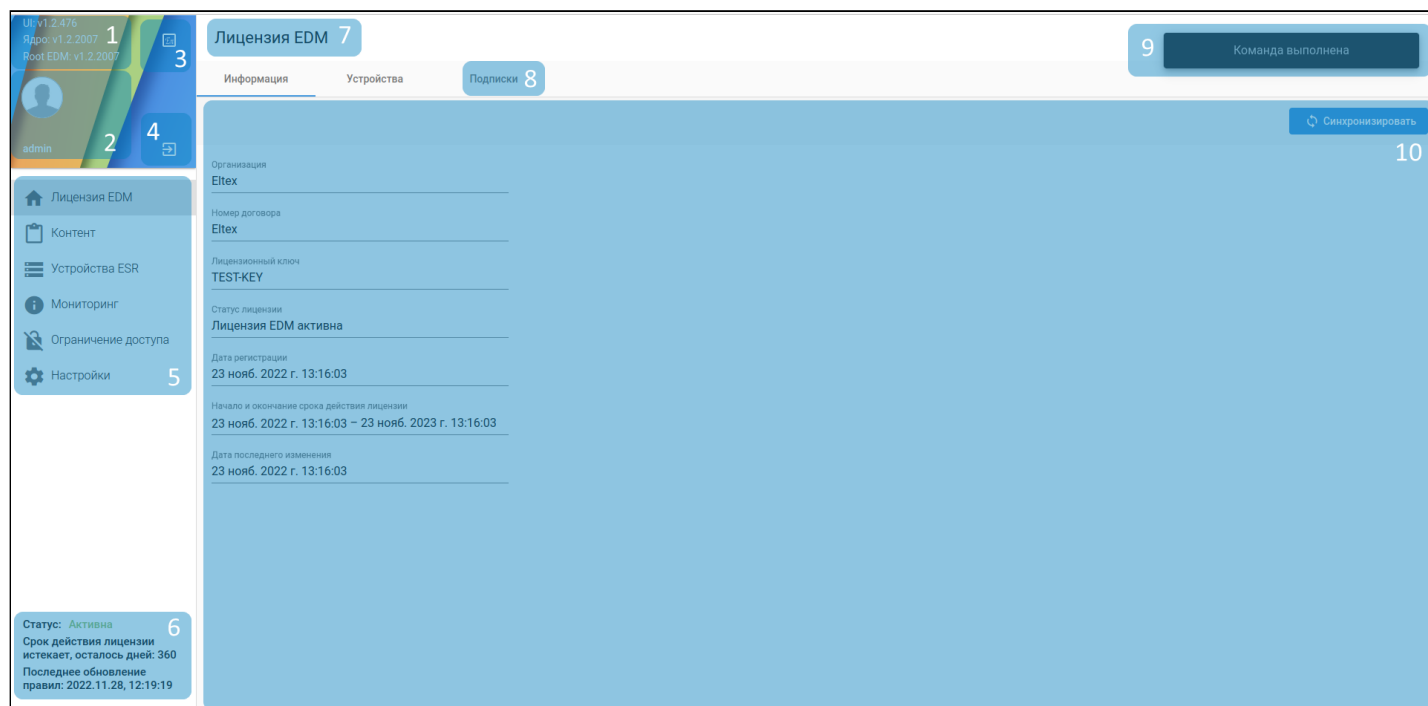 UI: v1.2.476
Ядро: v1.2.2007
Root EDM: v1.2.2007
1
3
admin
2
4
Лицензия EDM
Контент
Устройства ESR
Мониторинг
Ограничение доступа
Настройки
5
Статус: Активна
6
Срок действия лицензии
истекает, осталось дней: 360
Последнее обновление
правил: 2022.11.28, 12:19:19
Лицензия EDM 7
9 Команда выполнена
Информация Устройства Подписки 8
Синхронизировать
10
Организация
Eltex
Номер договора
Eltex
Лицензионный ключ
TEST-KEY
Статус лицензии
Лицензия EDM активна
Дата регистрации
23 нояб. 2022 г. 13:16:03
Начало и окончание срока действия лицензии
23 нояб. 2022 г. 13:16:03 – 23 нояб. 2023 г. 13:16:03
Дата последнего изменения
23 нояб. 2022 г. 13:16:03